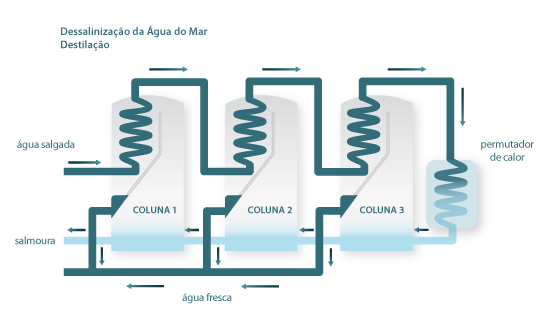 Dessalinização da Água do Mar
Destilação
água salgada
permutador
de calor
COLUNA 1
COLUNA 2
COLUNA 3
salmoura
água fresca